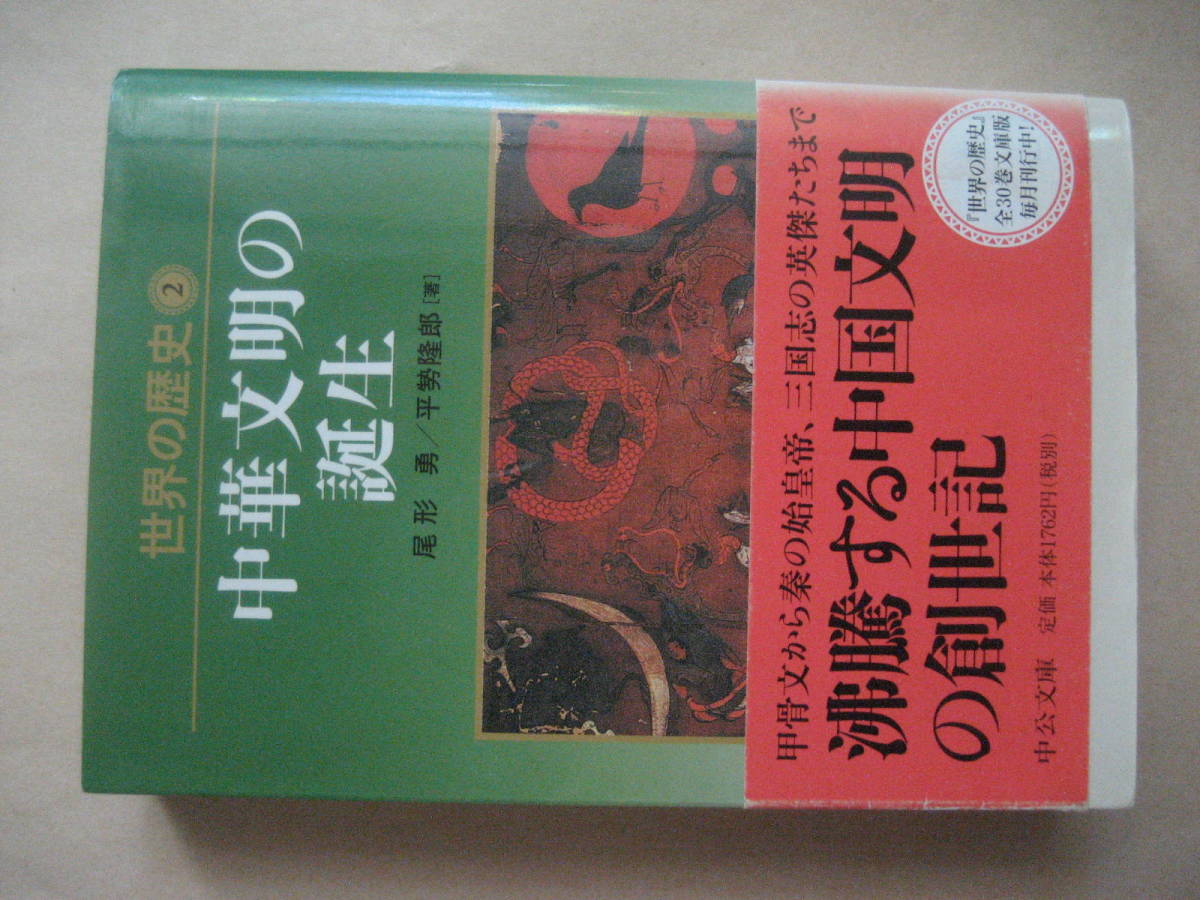 世界の歴史 2
中華文明の
誕生
尾形 勇/平勢隆郎[著]
『世界の歴史』
全30巻文庫版
毎月刊行中!
甲骨文から秦の始皇帝、三国志の英傑たちまで
沸騰する中国文明
の創世記
中公文庫 定価 本体1762円(税別)